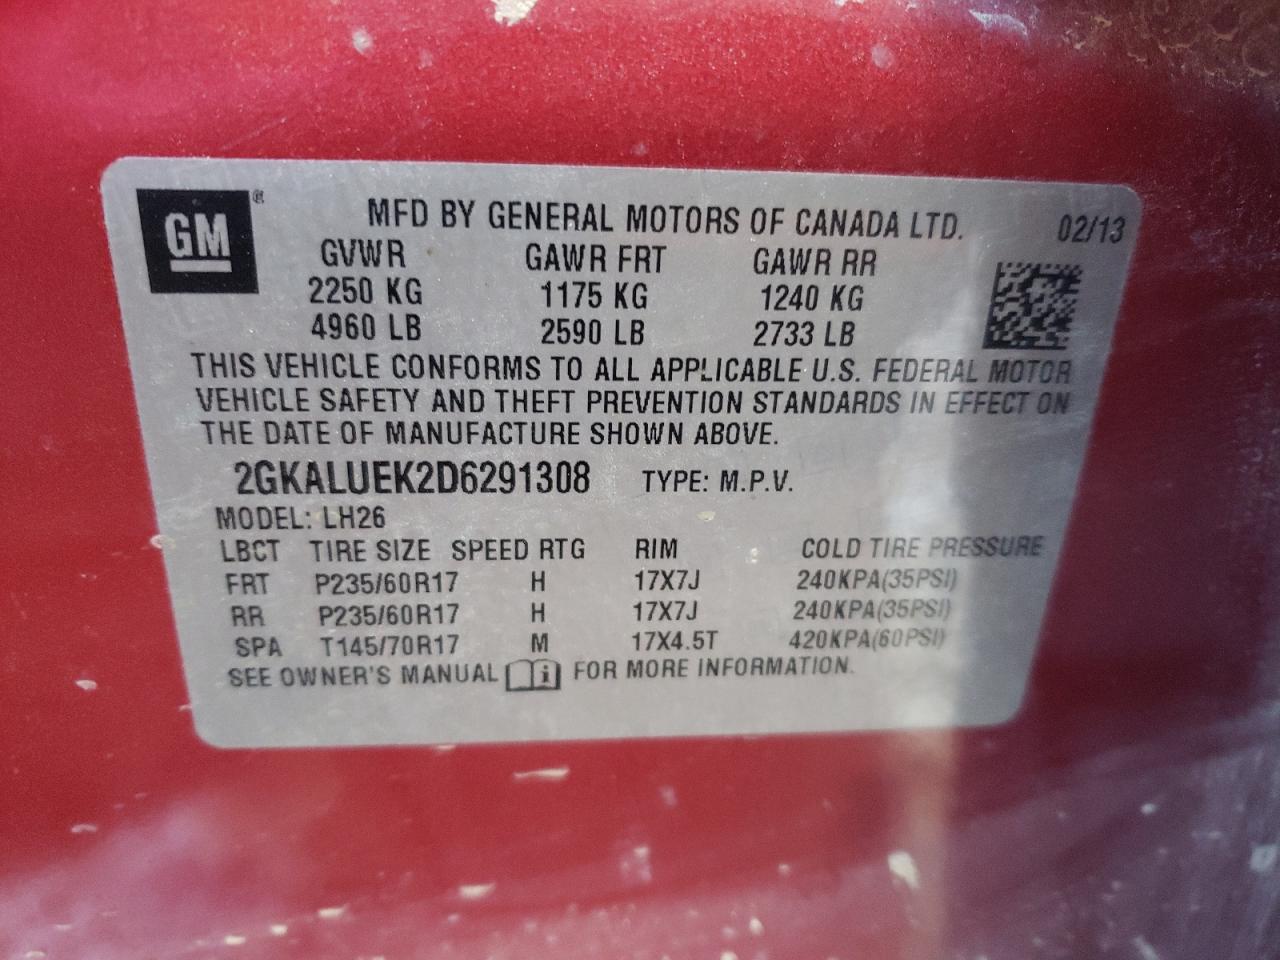 GM
MFD BY GENERAL MOTORS OF CANADA LTD. 02/13
GVWR GAWR FRT GAWR RR
2250 KG 1175 KG 1240 KG
4960 LB 2590 LB 2733 LB
THIS VEHICLE CONFORMS TO ALL APPLICABLE U.S. FEDERAL MOTOR
VEHICLE SAFETY AND THEFT PREVENTION STANDARDS IN EFFECT ON
THE DATE OF MANUFACTURE SHOWN ABOVE.
2GKALUEK2D6291308 TYPE: M.P.V.
MODEL: LH26
LBCT TIRE SIZE SPEED RTG RIM COLD TIRE PRESSURE
FRT P235/60R17 H 17X7J 240KPA(35PSI)
RR P235/60R17 H 17X7J 240KPA(35PSI)
SPA T145/70R17 M 17X4.5T 420KPA(60PSI)
SEE OWNER'S MANUAL i FOR MORE INFORMATION.